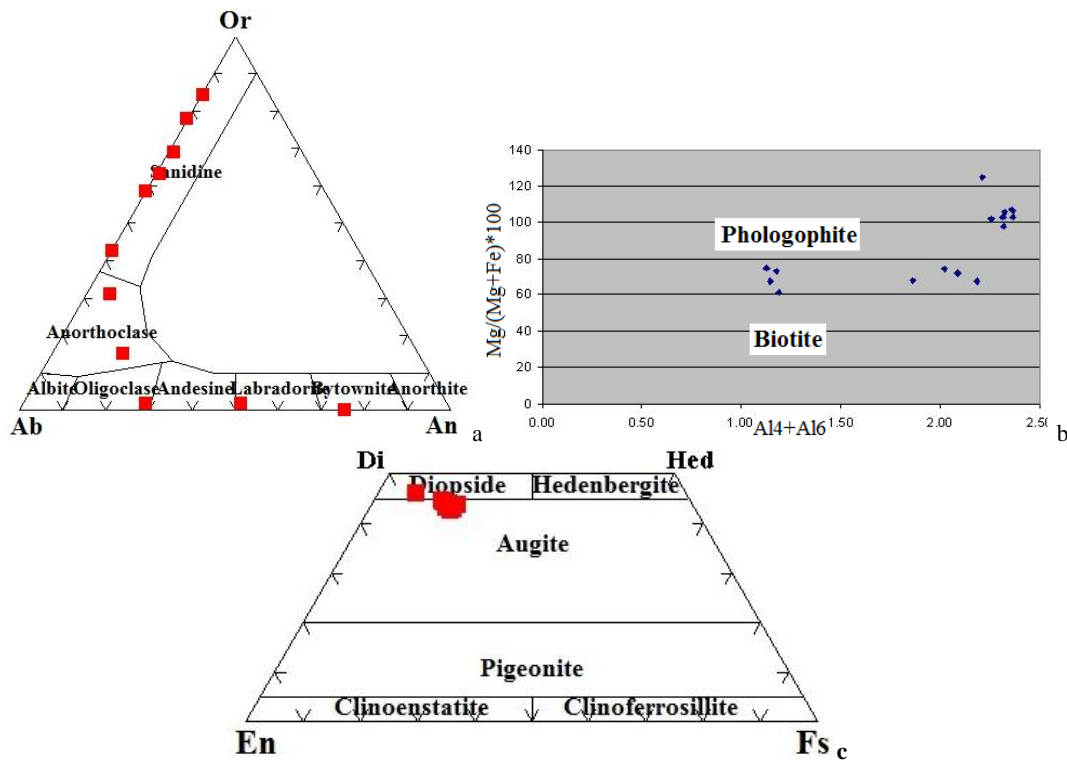 Or
Sanidine
Anorthoclase
Albite Oligoclase Andesine Labradorite Bytownite Anorthite
Ab An a
140
120
100
80
60
40
20
0
Mg/(Mg+Fe)*100
Phologophite
Biotite
0.00 0.50 1.00 1.50 2.00 2.50
Al4+Al6
b
Di Hed
Diopside Hedenbergite
Augite
Pigeonite
Clinoenstatite Clinoferrosillite
En Fs c